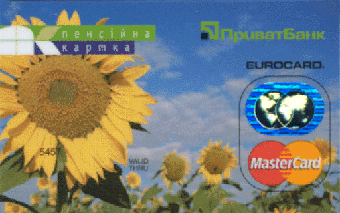 пенсійна
картка
ПриватБанк
EUROCARD®
545
VALID
THRU
MasterCard